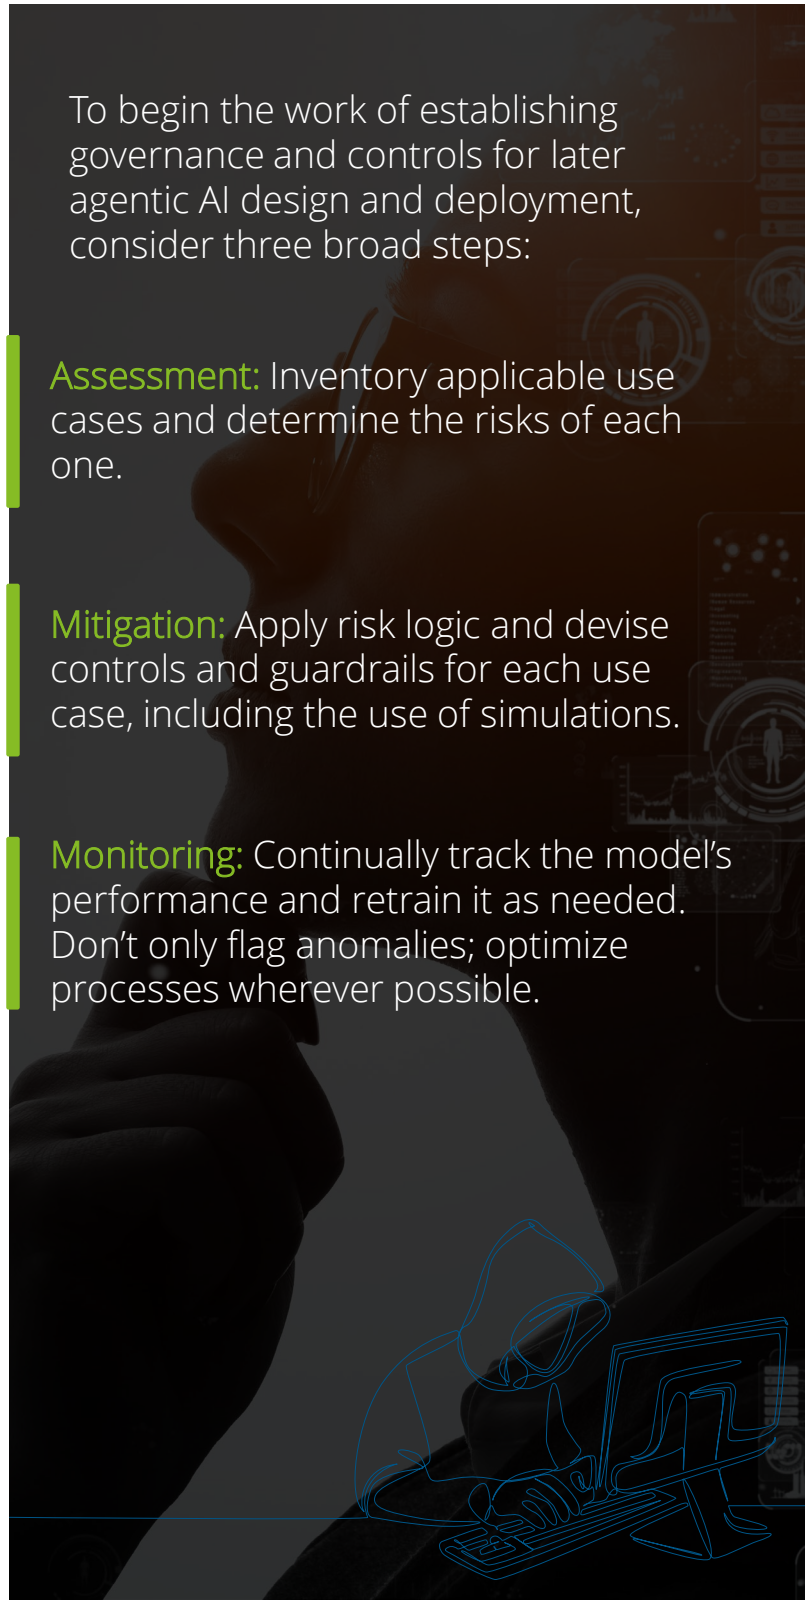 To begin the work of establishing
governance and controls for later
agentic AI design and deployment,
consider three broad steps:
Assessment: Inventory applicable use
cases and determine the risks of each
one.
Mitigation: Apply risk logic and devise
controls and guardrails for each use
case, including the use of simulations.
Monitoring: Continually track the model’s
performance and retrain it as needed.
Don’t only flag anomalies; optimize
processes wherever possible.